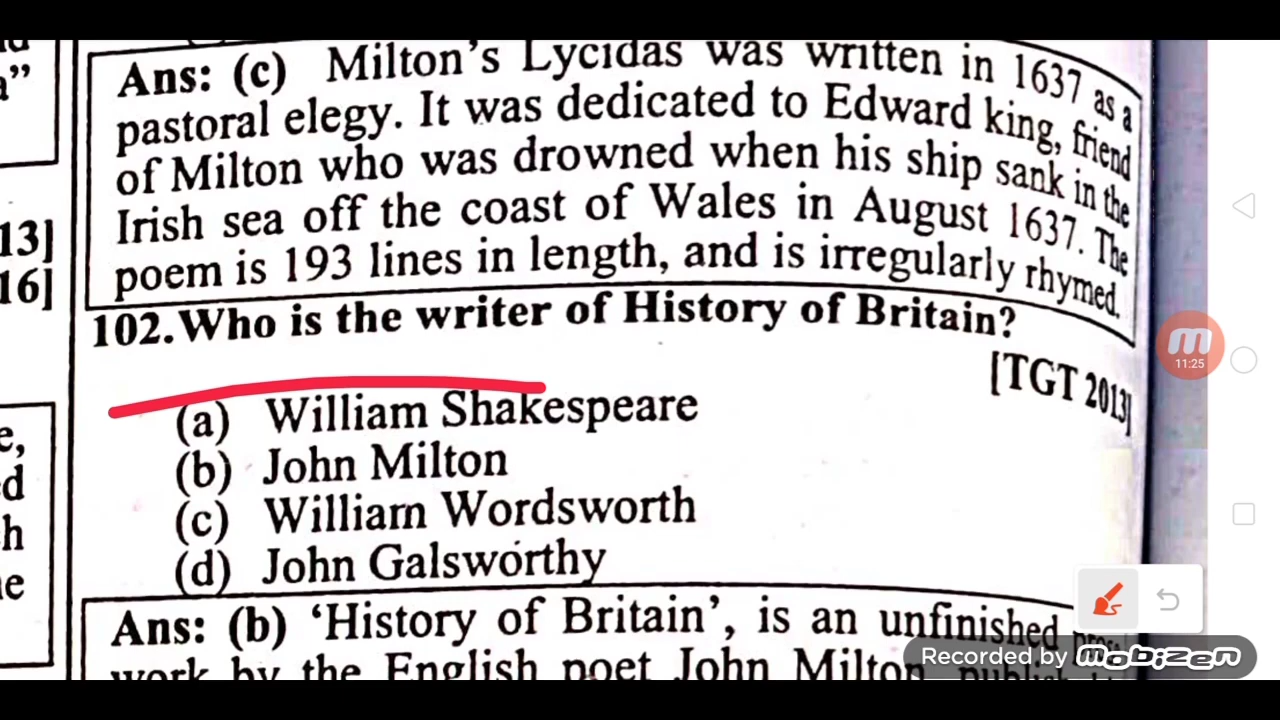 a”
13]
16]
e,
d
h
e
Ans: (c) Milton’s Lycidas was written in 1637 as a
pastoral elegy. It was dedicated to Edward king, friend
of Milton who was drowned when his ship sank in the
Irish sea off the coast of Wales in August 1637. The
poem is 193 lines in length, and is irregularly rhymed.
102. Who is the writer of History of Britain?
[TGT 2013]
(a) William Shakespeare
(b) John Milton
(c) William Wordsworth
(d) John Galsworthy
Ans: (b) ‘History of Britain’, is an unfinished
work by the English poet John Milton
11:25
Recorded by mobizen